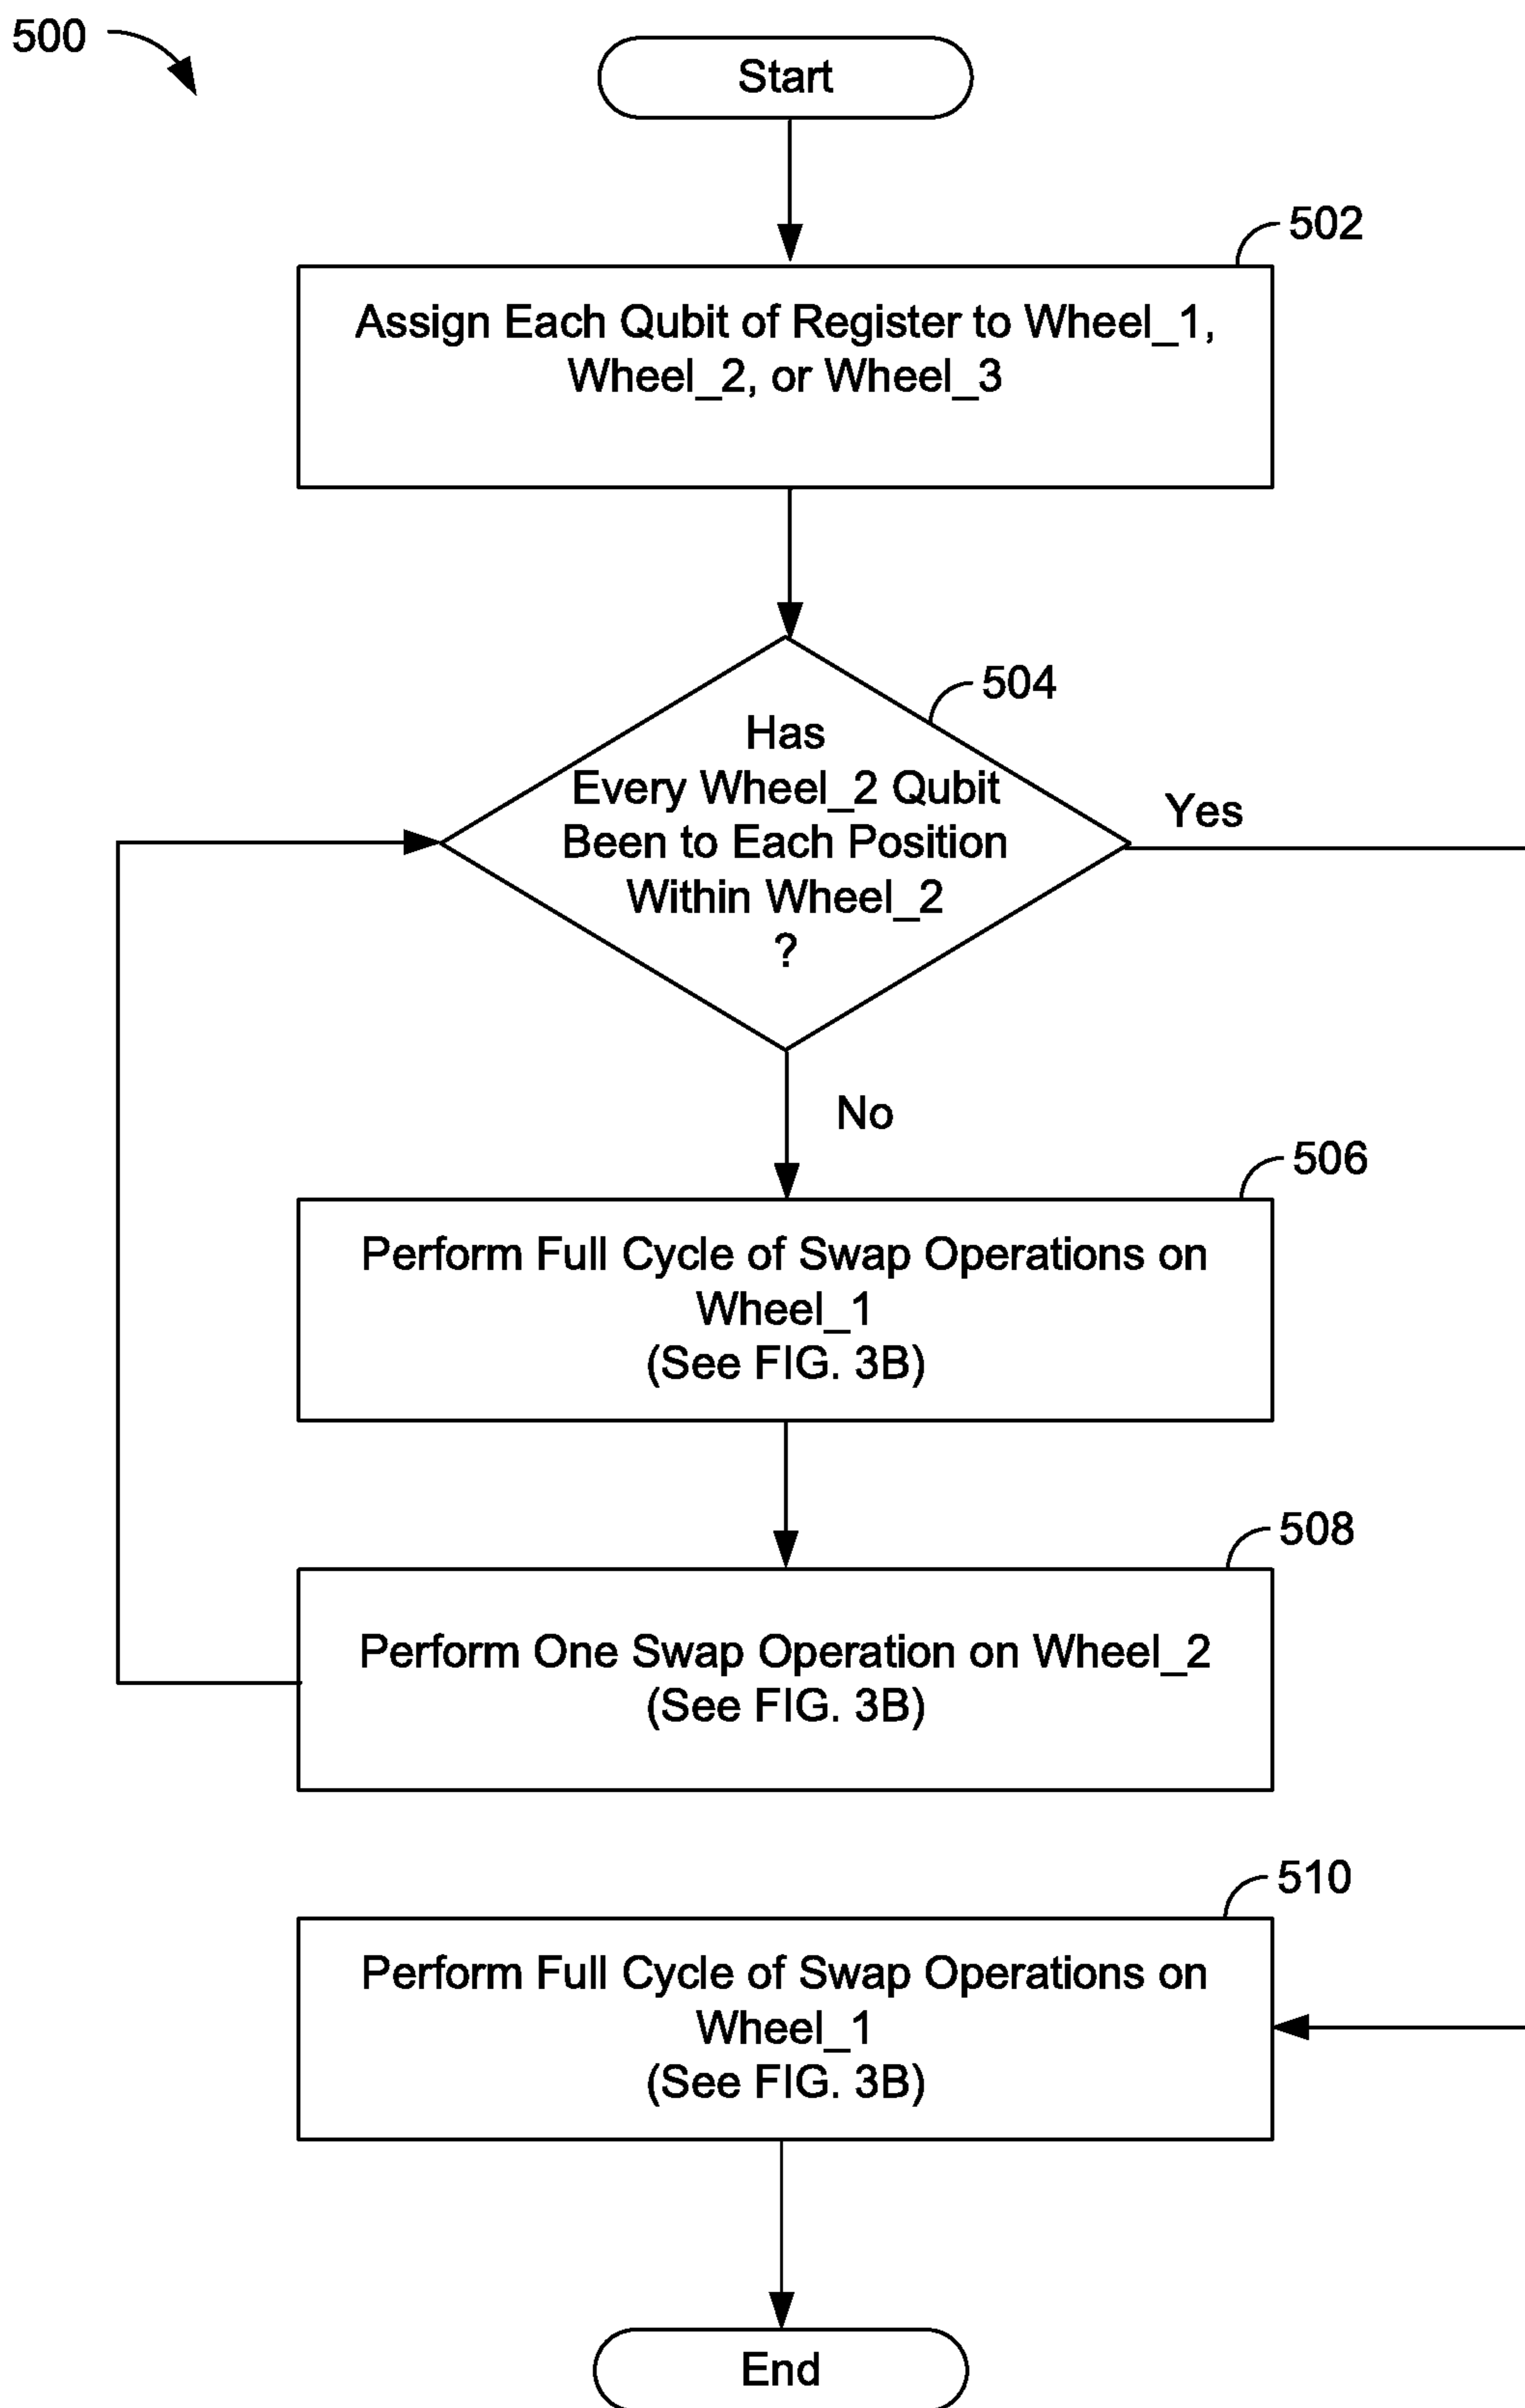 500
Start
502
Assign Each Qubit of Register to Wheel_1,
Wheel_2, or Wheel_3
504
Has
Every Wheel_2 Qubit
Been to Each Position
Within Wheel_2
?
Yes
No
506
Perform Full Cycle of Swap Operations on
Wheel_1
(See FIG. 3B)
508
Perform One Swap Operation on Wheel_2
(See FIG. 3B)
510
Perform Full Cycle of Swap Operations on
Wheel_1
(See FIG. 3B)
End